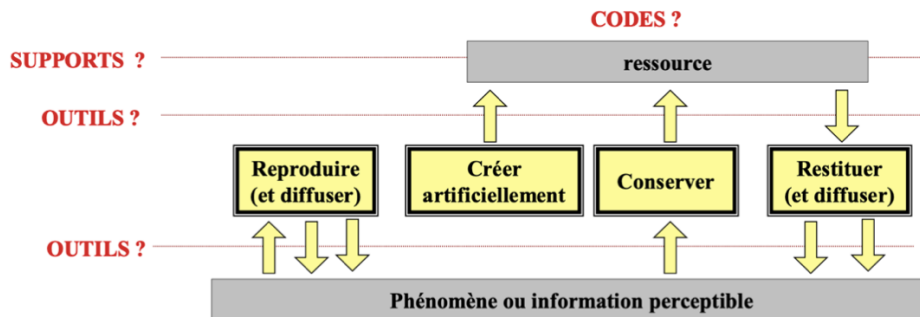 CODES ?
SUPPORTS ?
ressource
OUTILS ?
Reproduire
(et diffuser)
Créer
artificiellement
Conserver
Restituer
(et diffuser)
OUTILS ?
Phénomène ou information perceptible